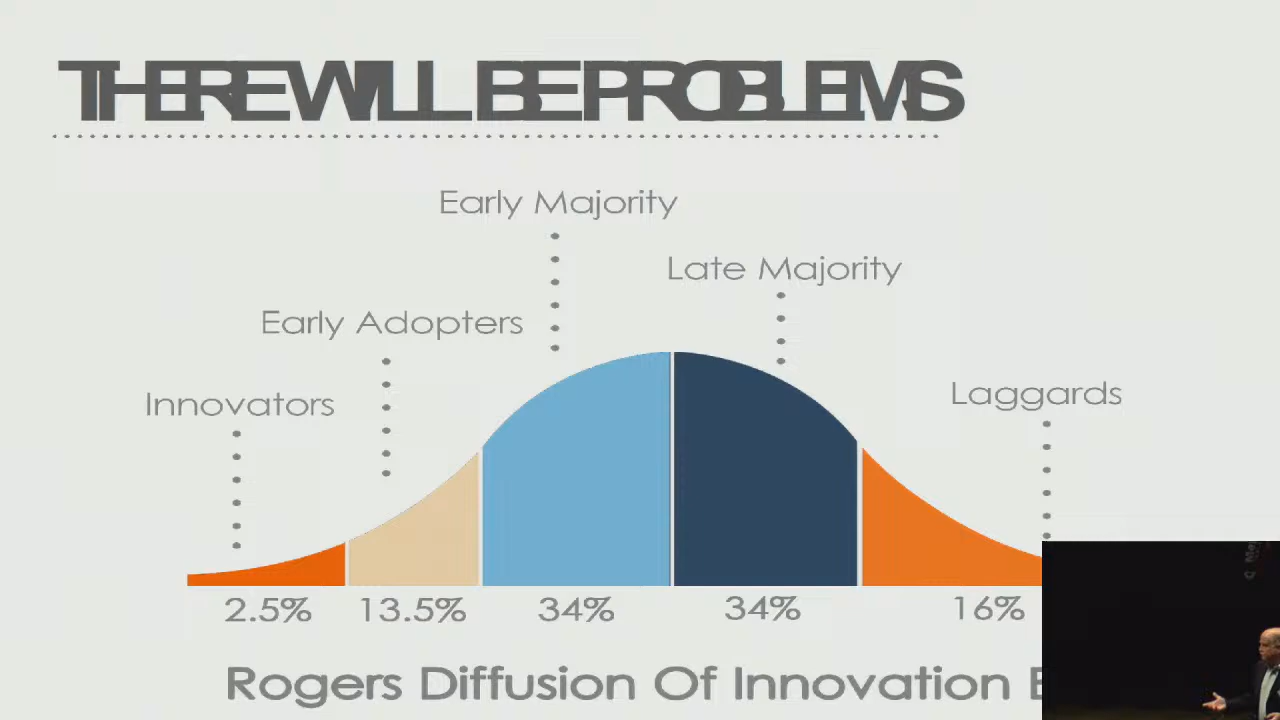 THERE WILL BE PROBLEMS
Early Majority
Late Majority
Early Adopters
Laggards
Innovators
2.5% 13.5% 34% 34% 16%
Rogers Diffusion Of Innovation